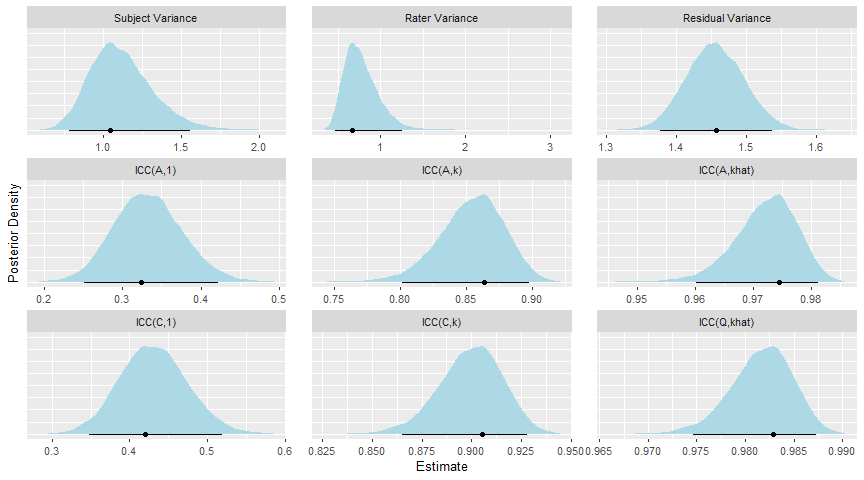 Subject Variance Rater Variance Residual Variance
1.0 1.5 2.0 1 2 3 1.3 1.4 1.5 1.6
ICC(A,1) ICC(A,k) ICC(A,khat)
0.2 0.3 0.4 0.5 0.75 0.80 0.85 0.90 0.95 0.96 0.97 0.98
ICC(C,1) ICC(C,k) ICC(Q,khat)
0.3 0.4 0.5 0.6 0.825 0.850 0.875 0.900 0.925 0.950 0.965 0.970 0.975 0.980 0.985 0.990
Posterior Density
Estimate